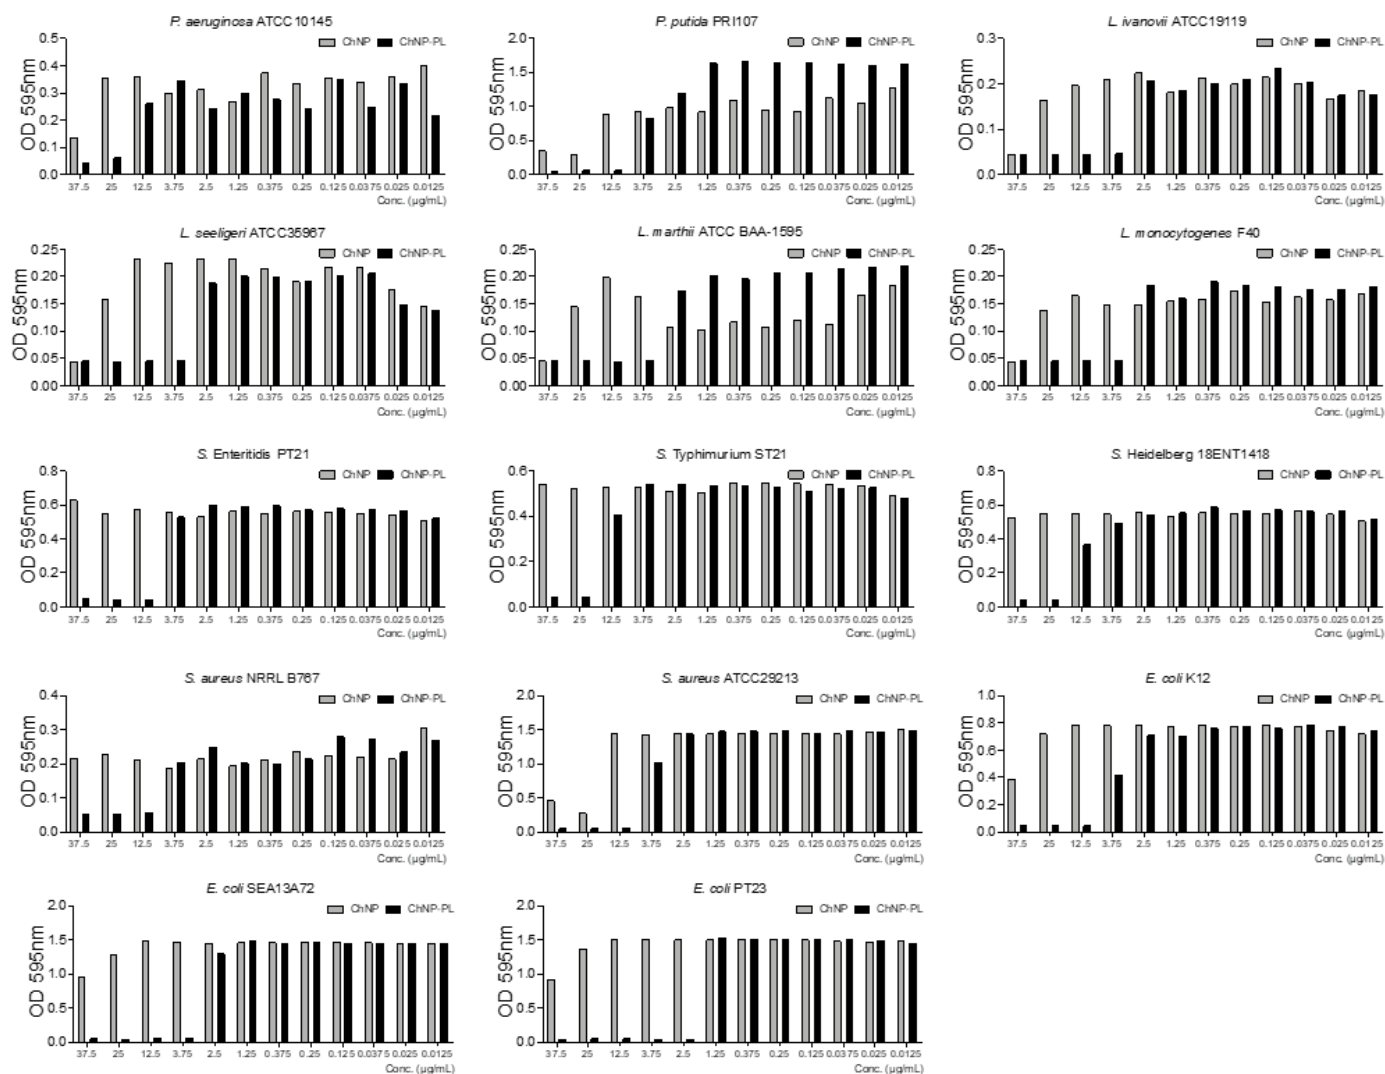 P. aeruginosa ATCC10145
ChNP ChNP-PL
OD 595nm
0.5
0.4
0.3
0.2
0.1
0.0
37.5 25 12.5 3.75 2.5 1.25 0.375 0.25 0.125 0.0375 0.025 0.0125
Conc. (µg/mL)
P. putida PRI107
ChNP ChNP-PL
OD 595nm
2.0
1.5
1.0
0.5
0.0
37.5 25 12.5 3.75 2.5 1.25 0.375 0.25 0.125 0.0375 0.025 0.0125
Conc. (µg/mL)
L. ivanovii ATCC19119
ChNP ChNP-PL
OD 595nm
0.3
0.2
0.1
0.0
37.5 25 12.5 3.75 2.5 1.25 0.375 0.25 0.125 0.0375 0.025 0.0125
Conc. (µg/mL)
L. seeligeri ATCC35967
ChNP ChNP-PL
OD 595nm
0.25
0.20
0.15
0.10
0.05
0.00
37.5 25 12.5 3.75 2.5 1.25 0.375 0.25 0.125 0.0375 0.025 0.0125
Conc. (µg/mL)
L. marthii ATCC BAA-1595
ChNP ChNP-PL
OD 595nm
0.25
0.20
0.15
0.10
0.05
0.00
37.5 25 12.5 3.75 2.5 1.25 0.375 0.25 0.125 0.0375 0.025 0.0125
Conc. (µg/mL)
L. monocytogenes F40
ChNP ChNP-PL
OD 595nm
0.25
0.20
0.15
0.10
0.05
0.00
37.5 25 12.5 3.75 2.5 1.25 0.375 0.25 0.125 0.0375 0.025 0.0125
Conc. (µg/mL)
S. Enteritidis PT21
ChNP ChNP-PL
OD 595nm
0.8
0.6
0.4
0.2
0.0
37.5 25 12.5 3.75 2.5 1.25 0.375 0.25 0.125 0.0375 0.025 0.0125
Conc. (µg/mL)
S. Typhimurium ST21
ChNP ChNP-PL
OD 595nm
0.6
0.4
0.2
0.0
37.5 25 12.5 3.75 2.5 1.25 0.375 0.25 0.125 0.0375 0.025 0.0125
Conc. (µg/mL)
S. Heidelberg 18ENT1418
ChNP ChNP-PL
OD 595nm
0.8
0.6
0.4
0.2
0.0
37.5 25 12.5 3.75 2.5 1.25 0.375 0.25 0.125 0.0375 0.025 0.0125
Conc. (µg/mL)
S. aureus NRRL B767
ChNP ChNP-PL
OD 595nm
0.4
0.3
0.2
0.1
0.0
37.5 25 12.5 3.75 2.5 1.25 0.375 0.25 0.125 0.0375 0.025 0.0125
Conc. (µg/mL)
S. aureus ATCC29213
ChNP ChNP-PL
OD 595nm
2.0
1.5
1.0
0.5
0.0
37.5 25 12.5 3.75 2.5 1.25 0.375 0.25 0.125 0.0375 0.025 0.0125
Conc. (µg/mL)
E. coli K12
ChNP ChNP-PL
OD 595nm
1.0
0.8
0.6
0.4
0.2
0.0
37.5 25 12.5 3.75 2.5 1.25 0.375 0.25 0.125 0.0375 0.025 0.0125
Conc. (µg/mL)
E. coli SEA13A72
ChNP ChNP-PL
OD 595nm
2.0
1.5
1.0
0.5
0.0
37.5 25 12.5 3.75 2.5 1.25 0.375 0.25 0.125 0.0375 0.025 0.0125
Conc. (µg/mL)
E. coli PT23
ChNP ChNP-PL
OD 595nm
2.0
1.5
1.0
0.5
0.0
37.5 25 12.5 3.75 2.5 1.25 0.375 0.25 0.125 0.0375 0.025 0.0125
Conc. (µg/mL)